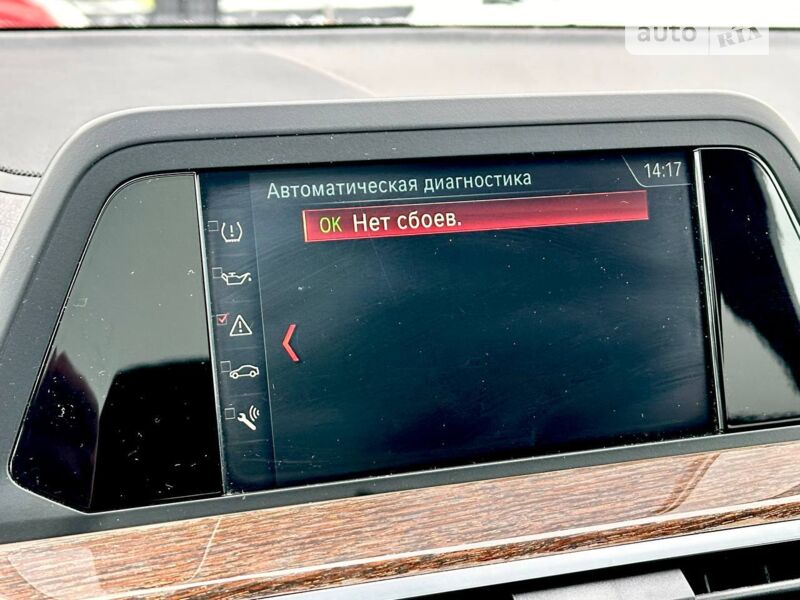 auto RIA
Автоматическая диагностика
14:17
OK Нет сбоев.